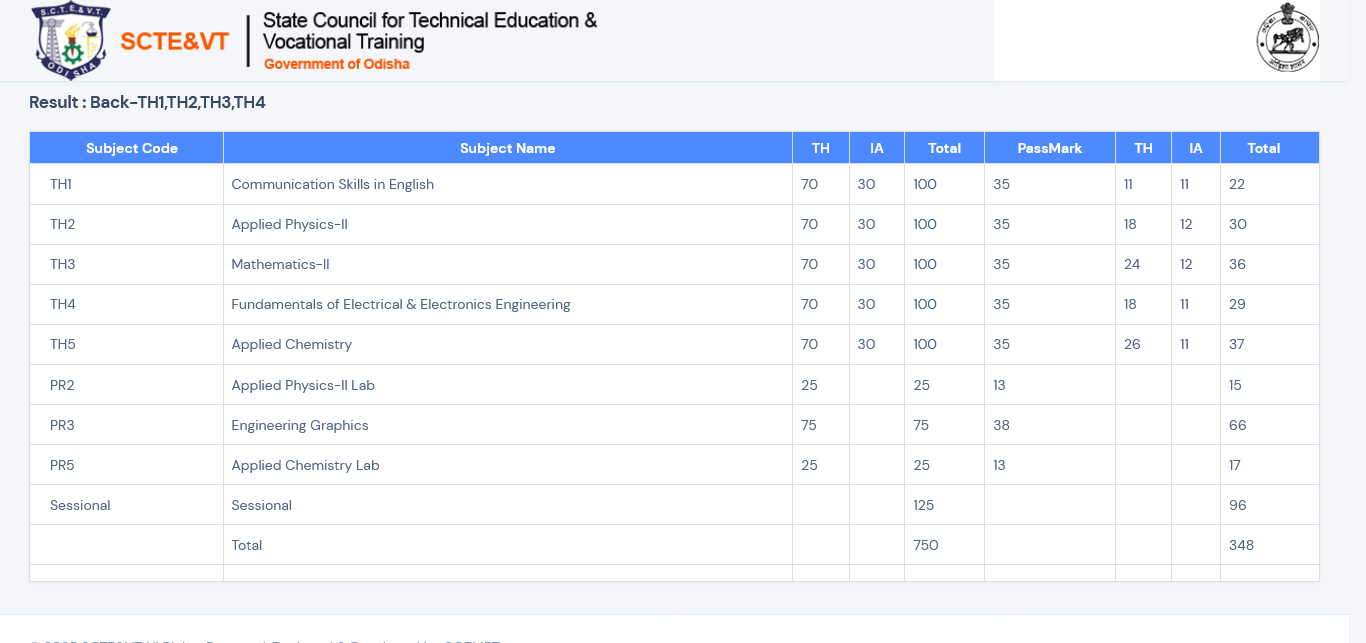 S.C.T.E.&V.T.
ODISHA
SCTE&VT
State Council for Technical Education &
Vocational Training
Government of Odisha
Result : Back-TH1,TH2,TH3,TH4
Subject Code Subject Name TH IA Total PassMark TH IA Total
TH1 Communication Skills in English 70 30 100 35 11 11 22
TH2 Applied Physics-II 70 30 100 35 18 12 30
TH3 Mathematics-II 70 30 100 35 24 12 36
TH4 Fundamentals of Electrical & Electronics Engineering 70 30 100 35 18 11 29
TH5 Applied Chemistry 70 30 100 35 26 11 37
PR2 Applied Physics-II Lab 25 25 13 15
PR3 Engineering Graphics 75 75 38 66
PR5 Applied Chemistry Lab 25 25 13 17
Sessional Sessional 125 96
Total 750 348